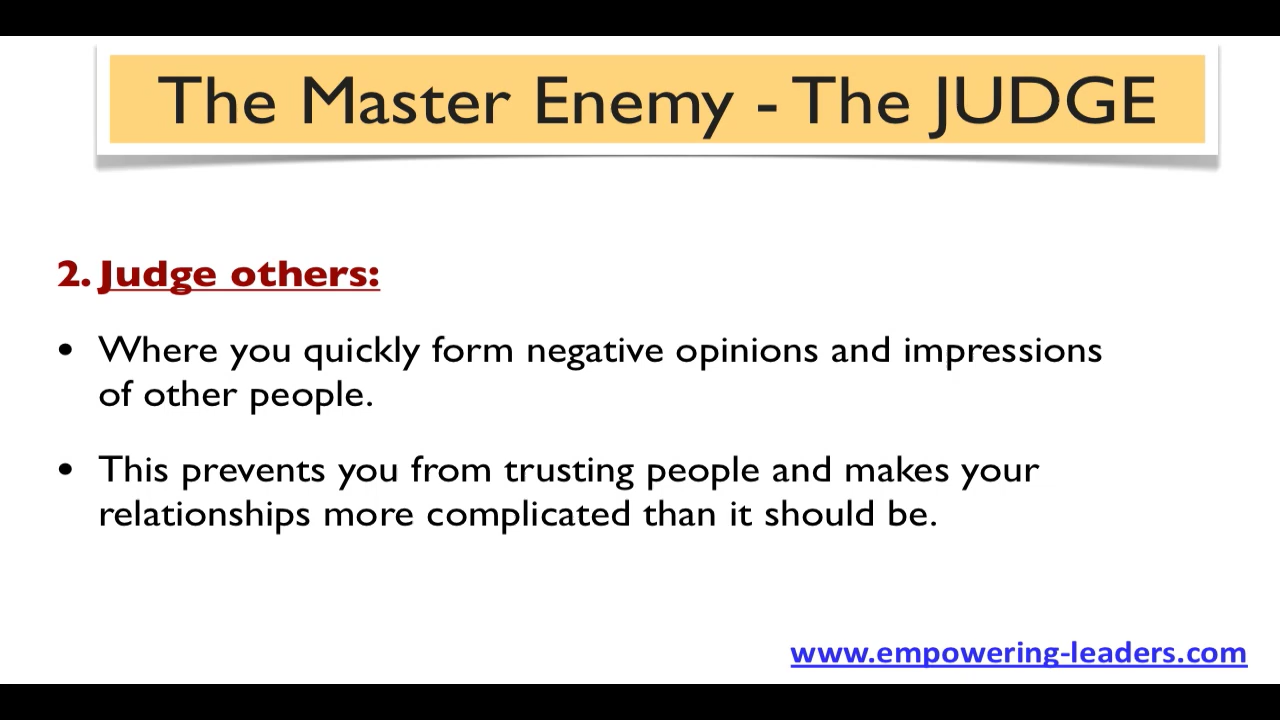 The Master Enemy - The JUDGE
2. Judge others:
• Where you quickly form negative opinions and impressions
of other people.
• This prevents you from trusting people and makes your
relationships more complicated than it should be.
www.empowering-leaders.com